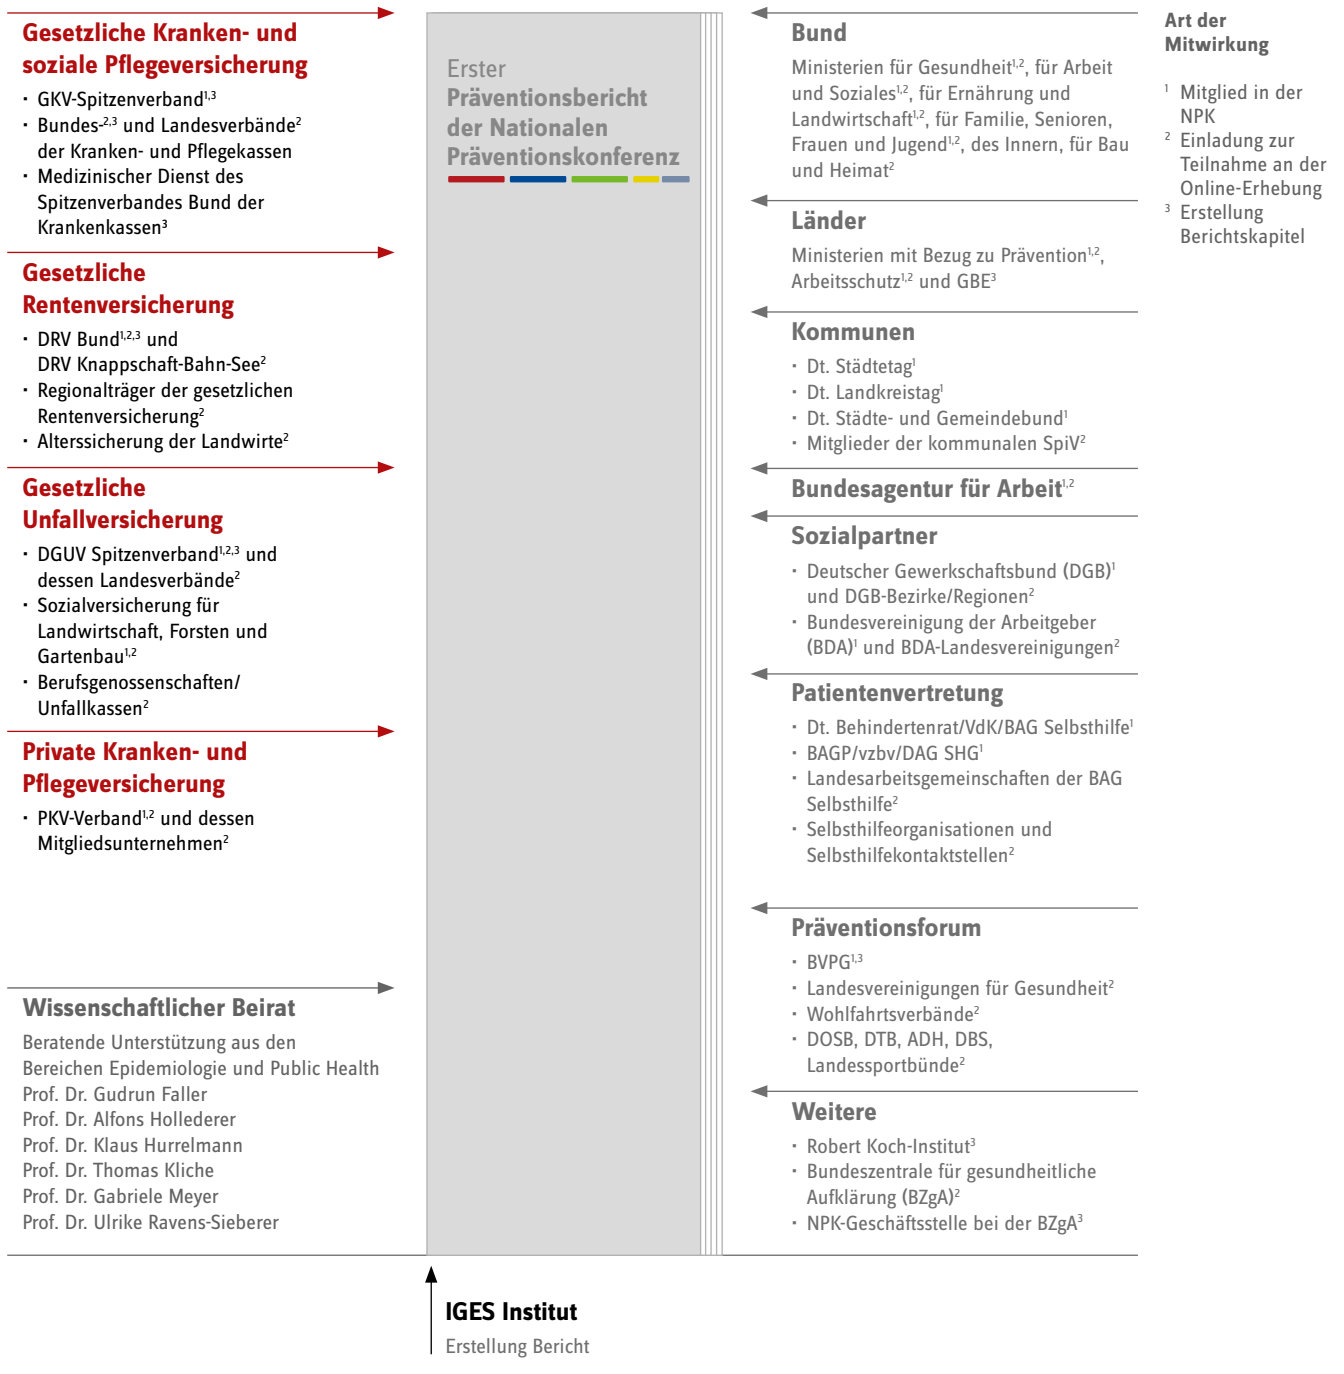 Gesetzliche Kranken- und
soziale Pflegeversicherung
· GKV-Spitzenverband¹,³
· Bundes-²,³ und Landesverbände²
der Kranken- und Pflegekassen
· Medizinischer Dienst des
Spitzenverbandes Bund der
Krankenkassen³
Gesetzliche
Rentenversicherung
· DRV Bund¹,²,³ und
DRV Knappschaft-Bahn-See²
· Regionalträger der gesetzlichen
Rentenversicherung²
· Alterssicherung der Landwirte²
Gesetzliche
Unfallversicherung
· DGUV Spitzenverband¹,²,³ und
dessen Landesverbände²
· Sozialversicherung für
Landwirtschaft, Forsten und
Gartenbau¹,²
· Berufsgenossenschaften/
Unfallkassen²
Private Kranken- und
Pflegeversicherung
· PKV-Verband¹,² und dessen
Mitgliedsunternehmen²
Wissenschaftlicher Beirat
Beratende Unterstützung aus den
Bereichen Epidemiologie und Public Health
Prof. Dr. Gudrun Faller
Prof. Dr. Alfons Hollederer
Prof. Dr. Klaus Hurrelmann
Prof. Dr. Thomas Kliche
Prof. Dr. Gabriele Meyer
Prof. Dr. Ulrike Ravens-Sieberer
Erster
Präventionsbericht
der Nationalen
Präventionskonferenz
IGES Institut
Erstellung Bericht
Bund
Ministerien für Gesundheit¹,², für Arbeit
und Soziales¹,², für Ernährung und
Landwirtschaft¹,², für Familie, Senioren,
Frauen und Jugend¹,², des Innern, für Bau
und Heimat²
Länder
Ministerien mit Bezug zu Prävention¹,²,
Arbeitsschutz¹,² und GBE³
Kommunen
· Dt. Städtetag¹
· Dt. Landkreistag¹
· Dt. Städte- und Gemeindebund¹
· Mitglieder der kommunalen SpiV²
Bundesagentur für Arbeit¹,²
Sozialpartner
· Deutscher Gewerkschaftsbund (DGB)¹
und DGB-Bezirke/Regionen²
· Bundesvereinigung der Arbeitgeber
(BDA)¹ und BDA-Landesvereinigungen²
Patientenvertretung
· Dt. Behindertenrat/VdK/BAG Selbsthilfe¹
· BAGP/vzbv/DAG SHG¹
· Landesarbeitsgemeinschaften der BAG
Selbsthilfe²
· Selbsthilfeorganisationen und
Selbsthilfekontaktstellen²
Präventionsforum
· BVPG¹,³
· Landesvereinigungen für Gesundheit²
· Wohlfahrtsverbände²
· DOSB, DTB, ADH, DBS,
Landessportbünde²
Weitere
· Robert Koch-Institut³
· Bundeszentrale für gesundheitliche
Aufklärung (BZgA)²
· NPK-Geschäftsstelle bei der BZgA³
Art der
Mitwirkung
¹ Mitglied in der
NPK
² Einladung zur
Teilnahme an der
Online-Erhebung
³ Erstellung
Berichtskapitel